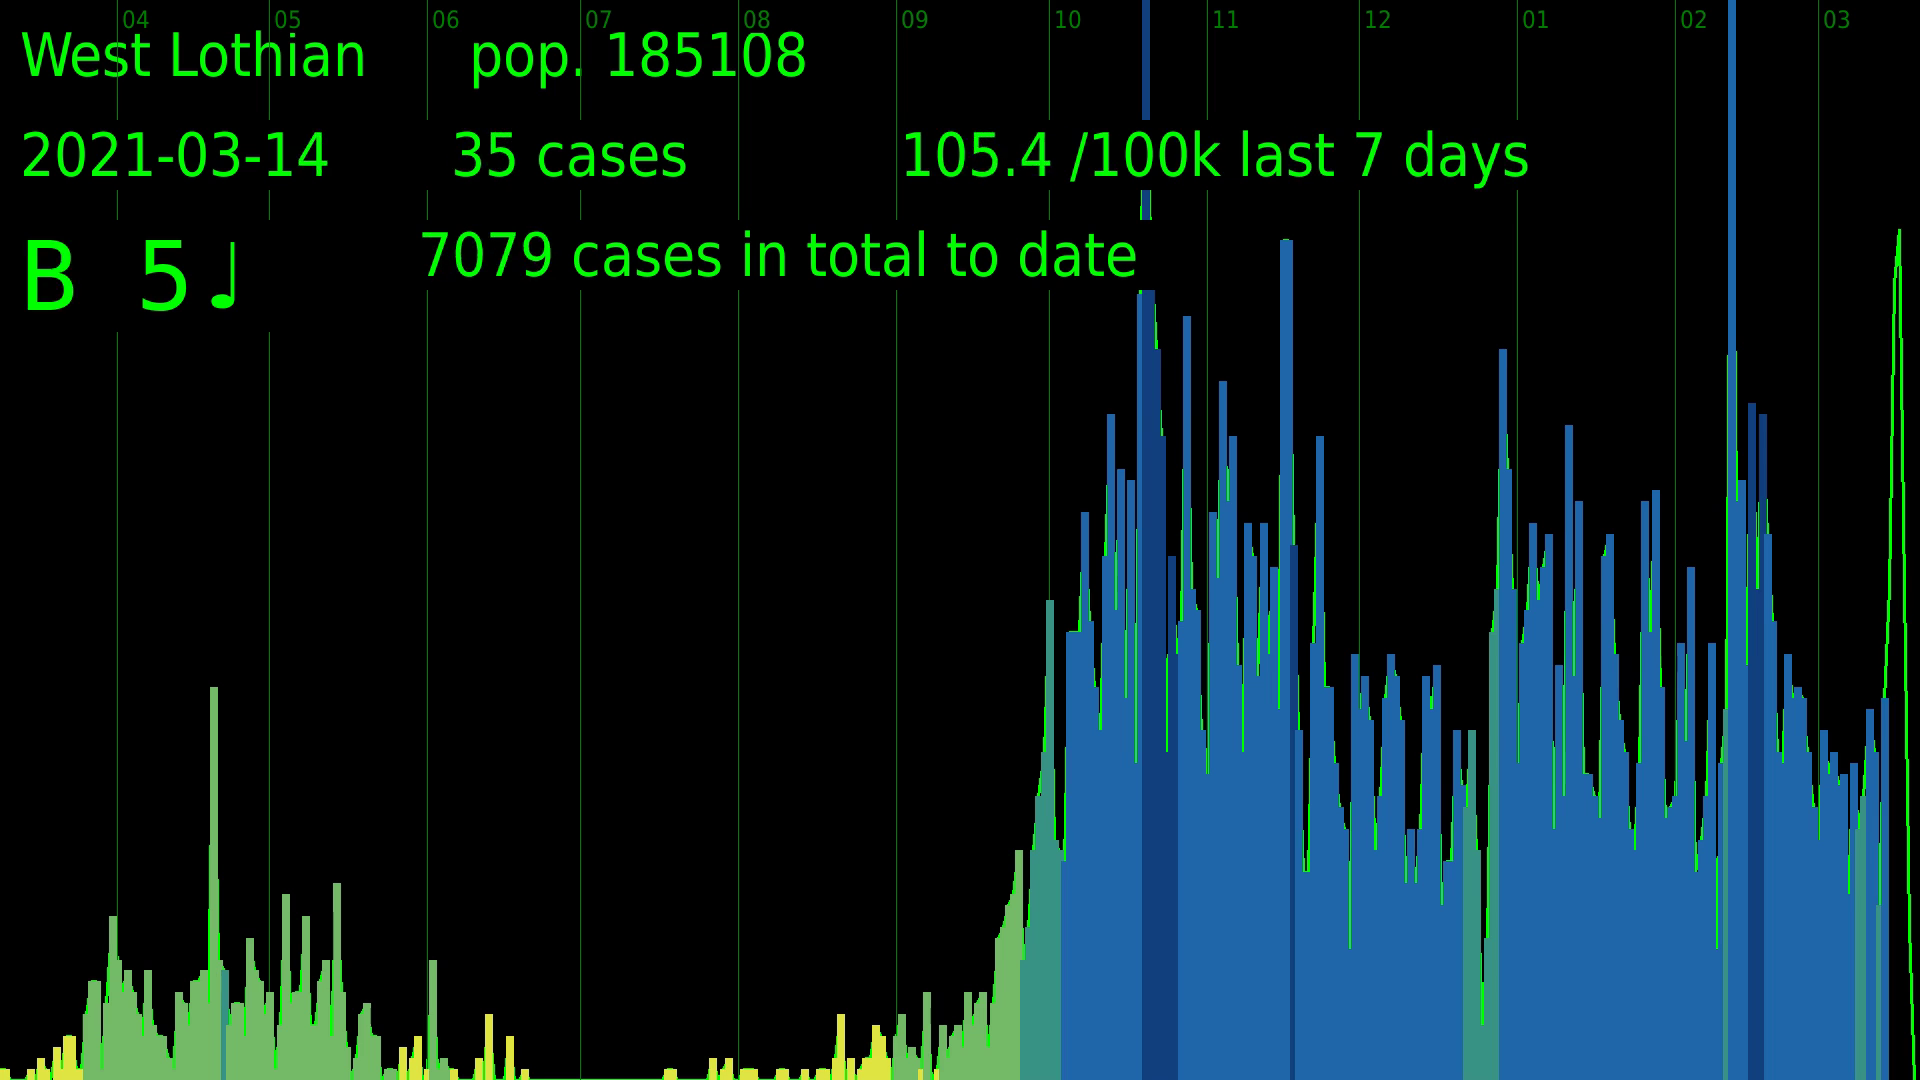 04 05 06 07 08 09 10 11 12 01 02 03
West Lothian pop. 185108
2021-03-14 35 cases 105.4 /100k last 7 days
B 5♩ 7079 cases in total to date